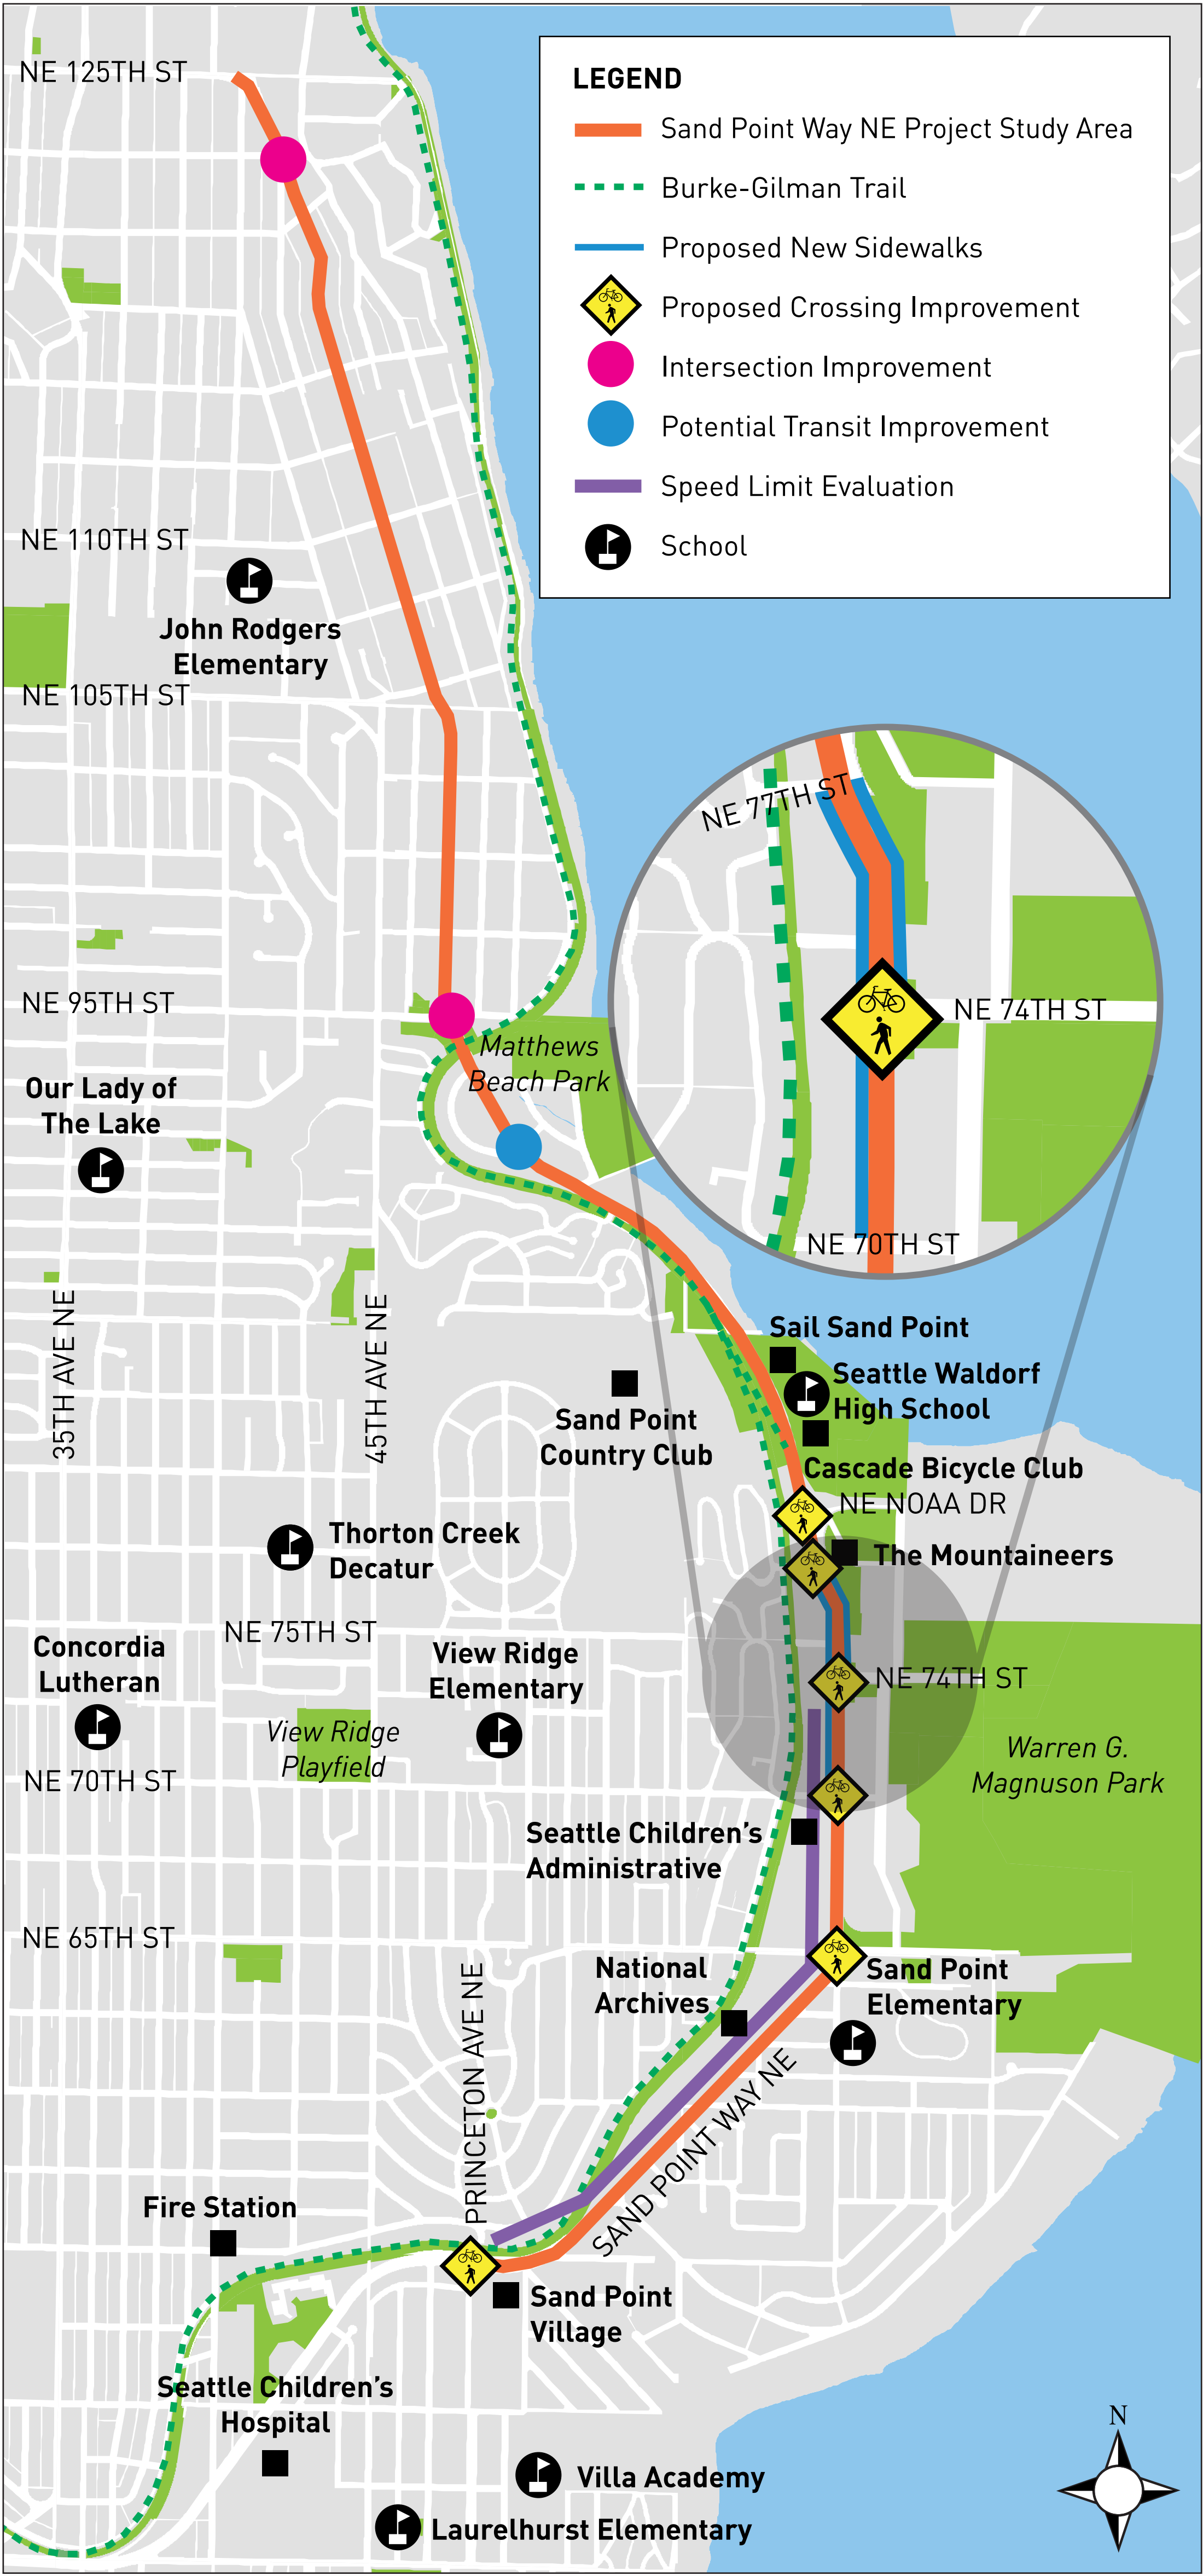 NE 125TH ST
LEGEND
Sand Point Way NE Project Study Area
Burke-Gilman Trail
Proposed New Sidewalks
Proposed Crossing Improvement
Intersection Improvement
Potential Transit Improvement
Speed Limit Evaluation
School
NE 110TH ST
John Rodgers
Elementary
NE 105TH ST
NE 77TH ST
NE 74TH ST
NE 70TH ST
NE 95TH ST
Matthews
Beach Park
Our Lady of
The Lake
35TH AVE NE
45TH AVE NE
Sail Sand Point
Seattle Waldorf
High School
Sand Point
Country Club
Cascade Bicycle Club
NE NOAA DR
Thorton Creek
Decatur
The Mountaineers
NE 75TH ST
Concordia
Lutheran
View Ridge
Elementary
NE 74TH ST
View Ridge
Playfield
Warren G.
Magnuson Park
NE 70TH ST
Seattle Children's
Administrative
NE 65TH ST
National
Archives
Sand Point
Elementary
PRINCETON AVE NE
SAND POINT WAY NE
Fire Station
Sand Point
Village
Seattle Children's
Hospital
N
Villa Academy
Laurelhurst Elementary